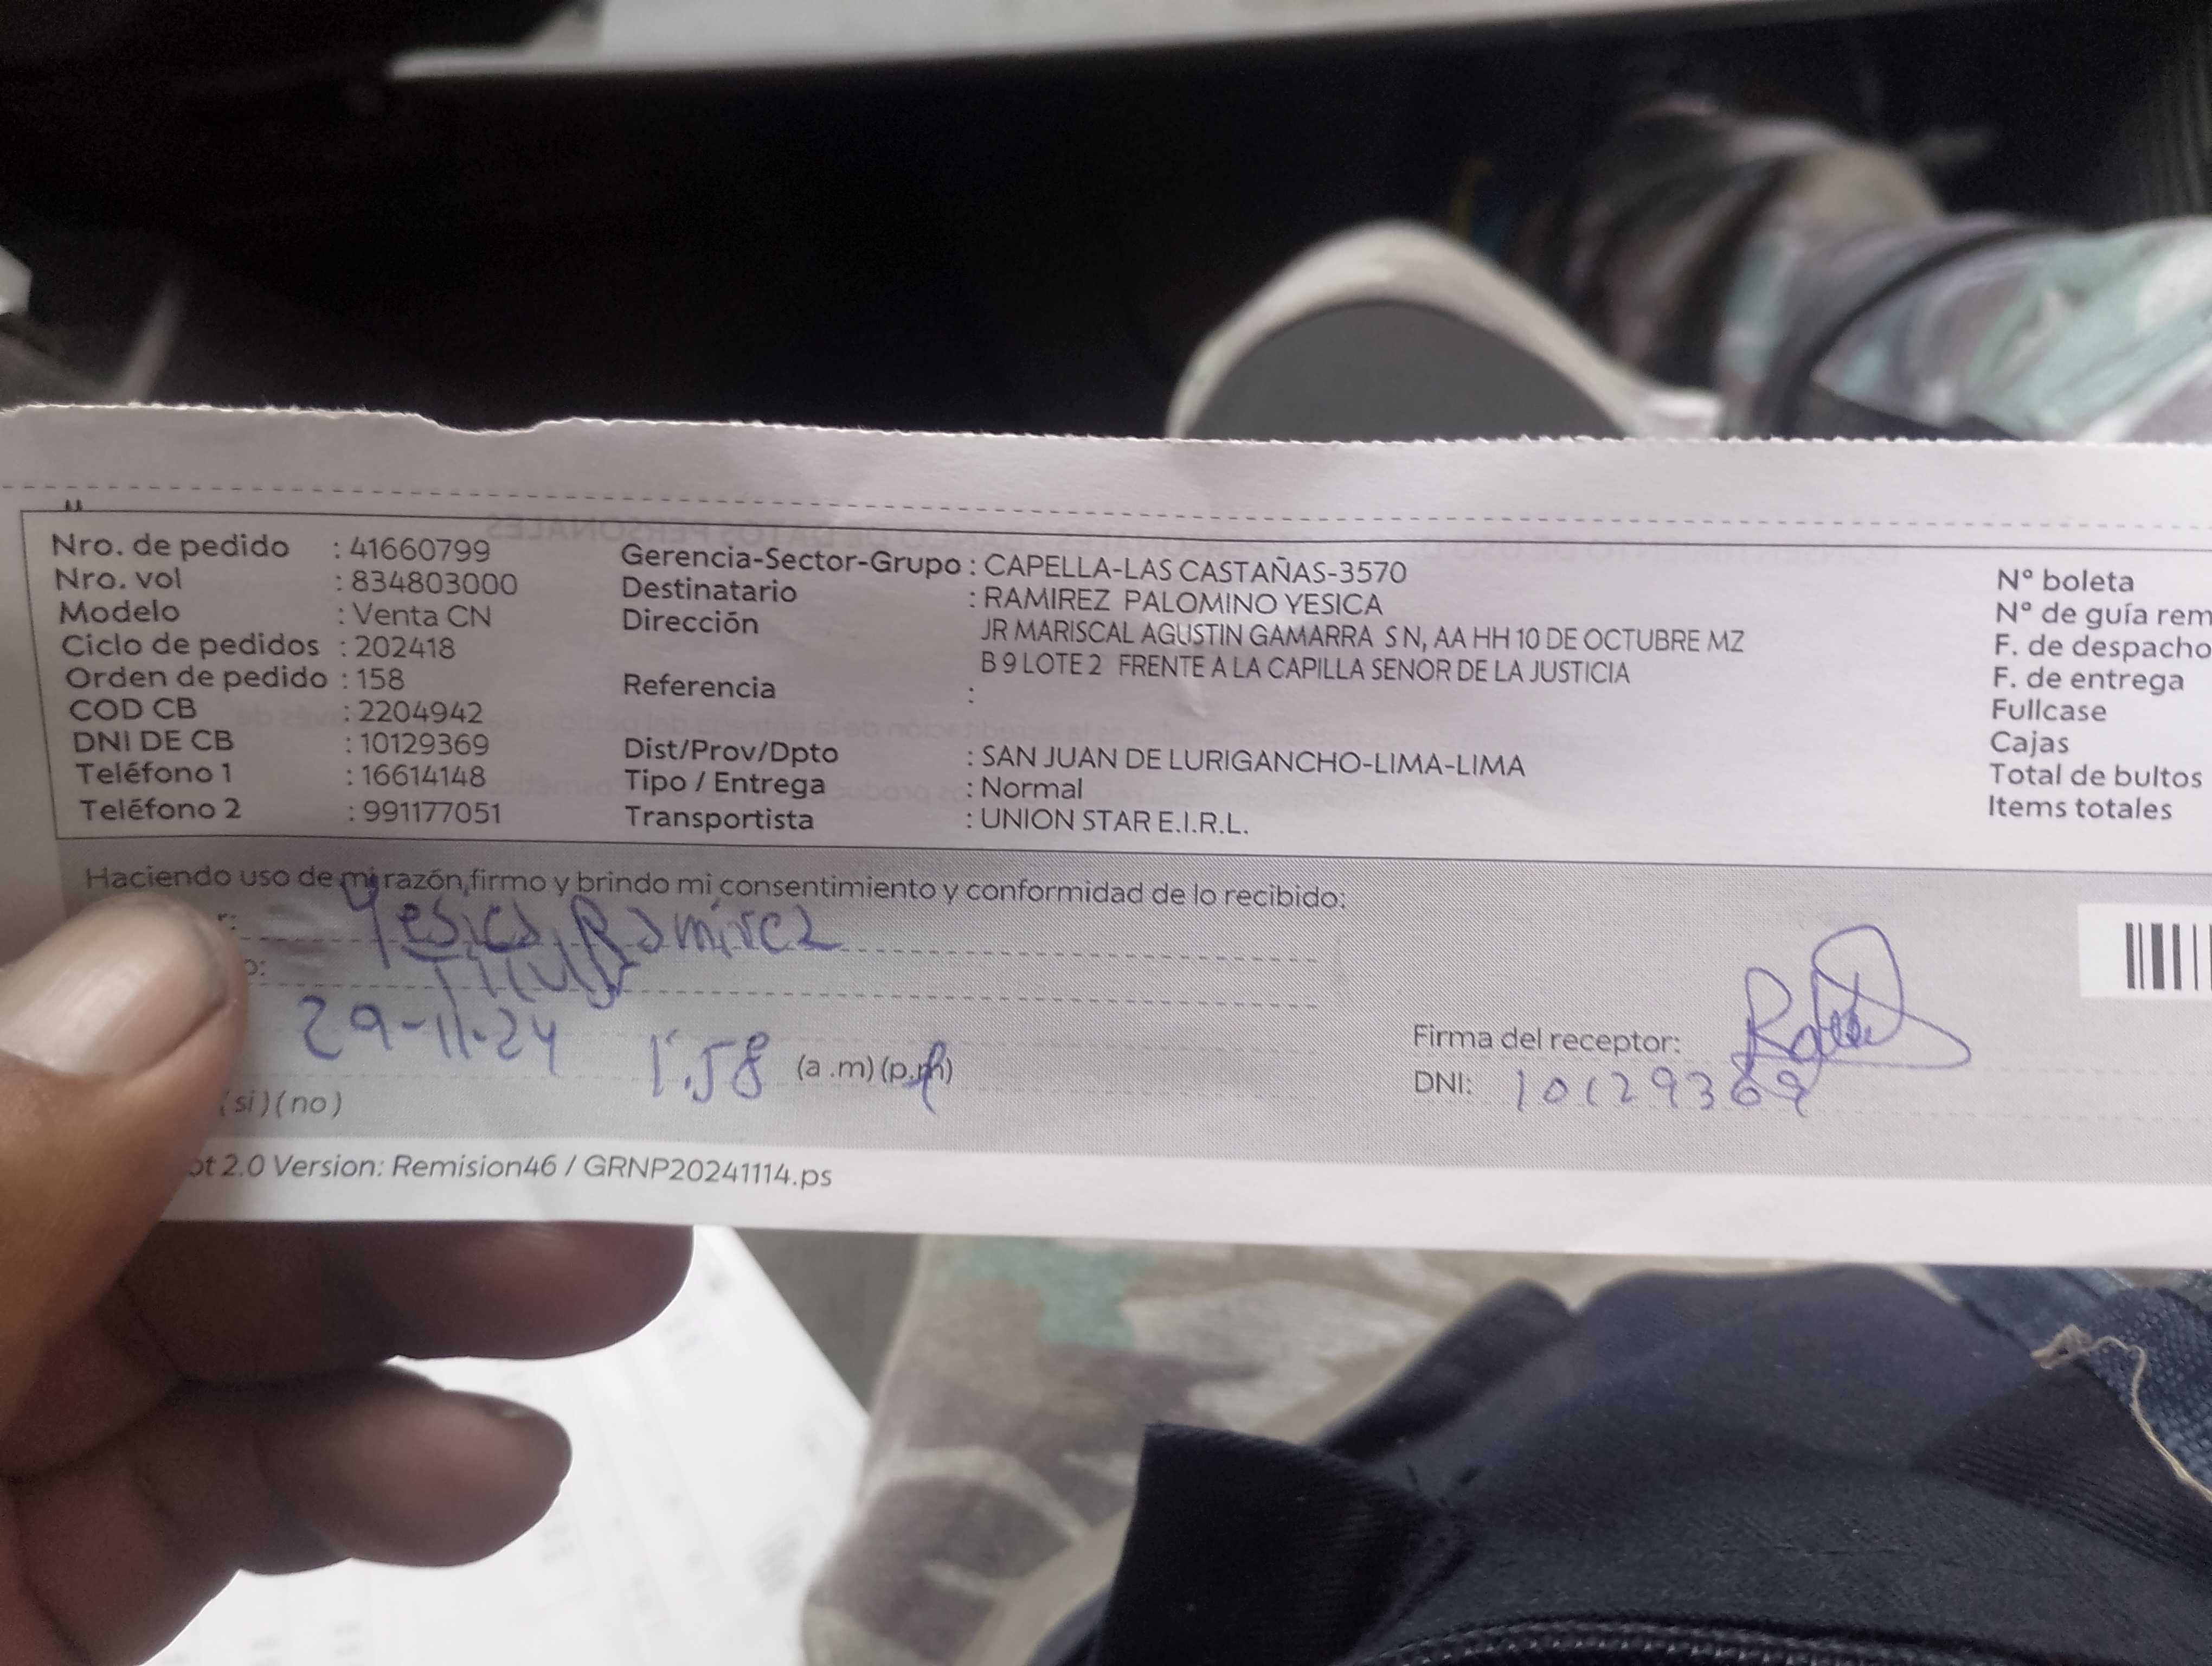 Nro. de pedido : 41660799
Nro. vol : 834803000
Modelo : Venta CN
Ciclo de pedidos : 202418
Orden de pedido : 158
COD CB : 2204942
DNI DE CB : 10129369
Teléfono 1 : 16614148
Teléfono 2 : 991177051
Gerencia-Sector-Grupo : CAPELLA-LAS CASTAÑAS-3570
Destinatario : RAMIREZ PALOMINO YESICA
Dirección JR MARISCAL AGUSTIN GAMARRA S N, AA HH 10 DE OCTUBRE MZ
B 9 LOTE 2 FRENTE A LA CAPILLA SENOR DE LA JUSTICIA
Referencia :
Dist/Prov/Dpto : SAN JUAN DE LURIGANCHO-LIMA-LIMA
Tipo / Entrega : Normal
Transportista : UNION STAR E.I.R.L.
Nº boleta
Nº de guía rem
F. de despacho
F. de entrega
Fullcase
Cajas
Total de bultos
Items totales
Haciendo uso de mi razón, firmo y brindo mi consentimiento y conformidad de lo recibido:
r: Yesica Ramirez
o:
29-11-24 1:58 (a .m) (p.m)
(si) (no)
Firma del receptor:
DNI: 10129369
ot 2.0 Version: Remision46 / GRNP20241114.ps